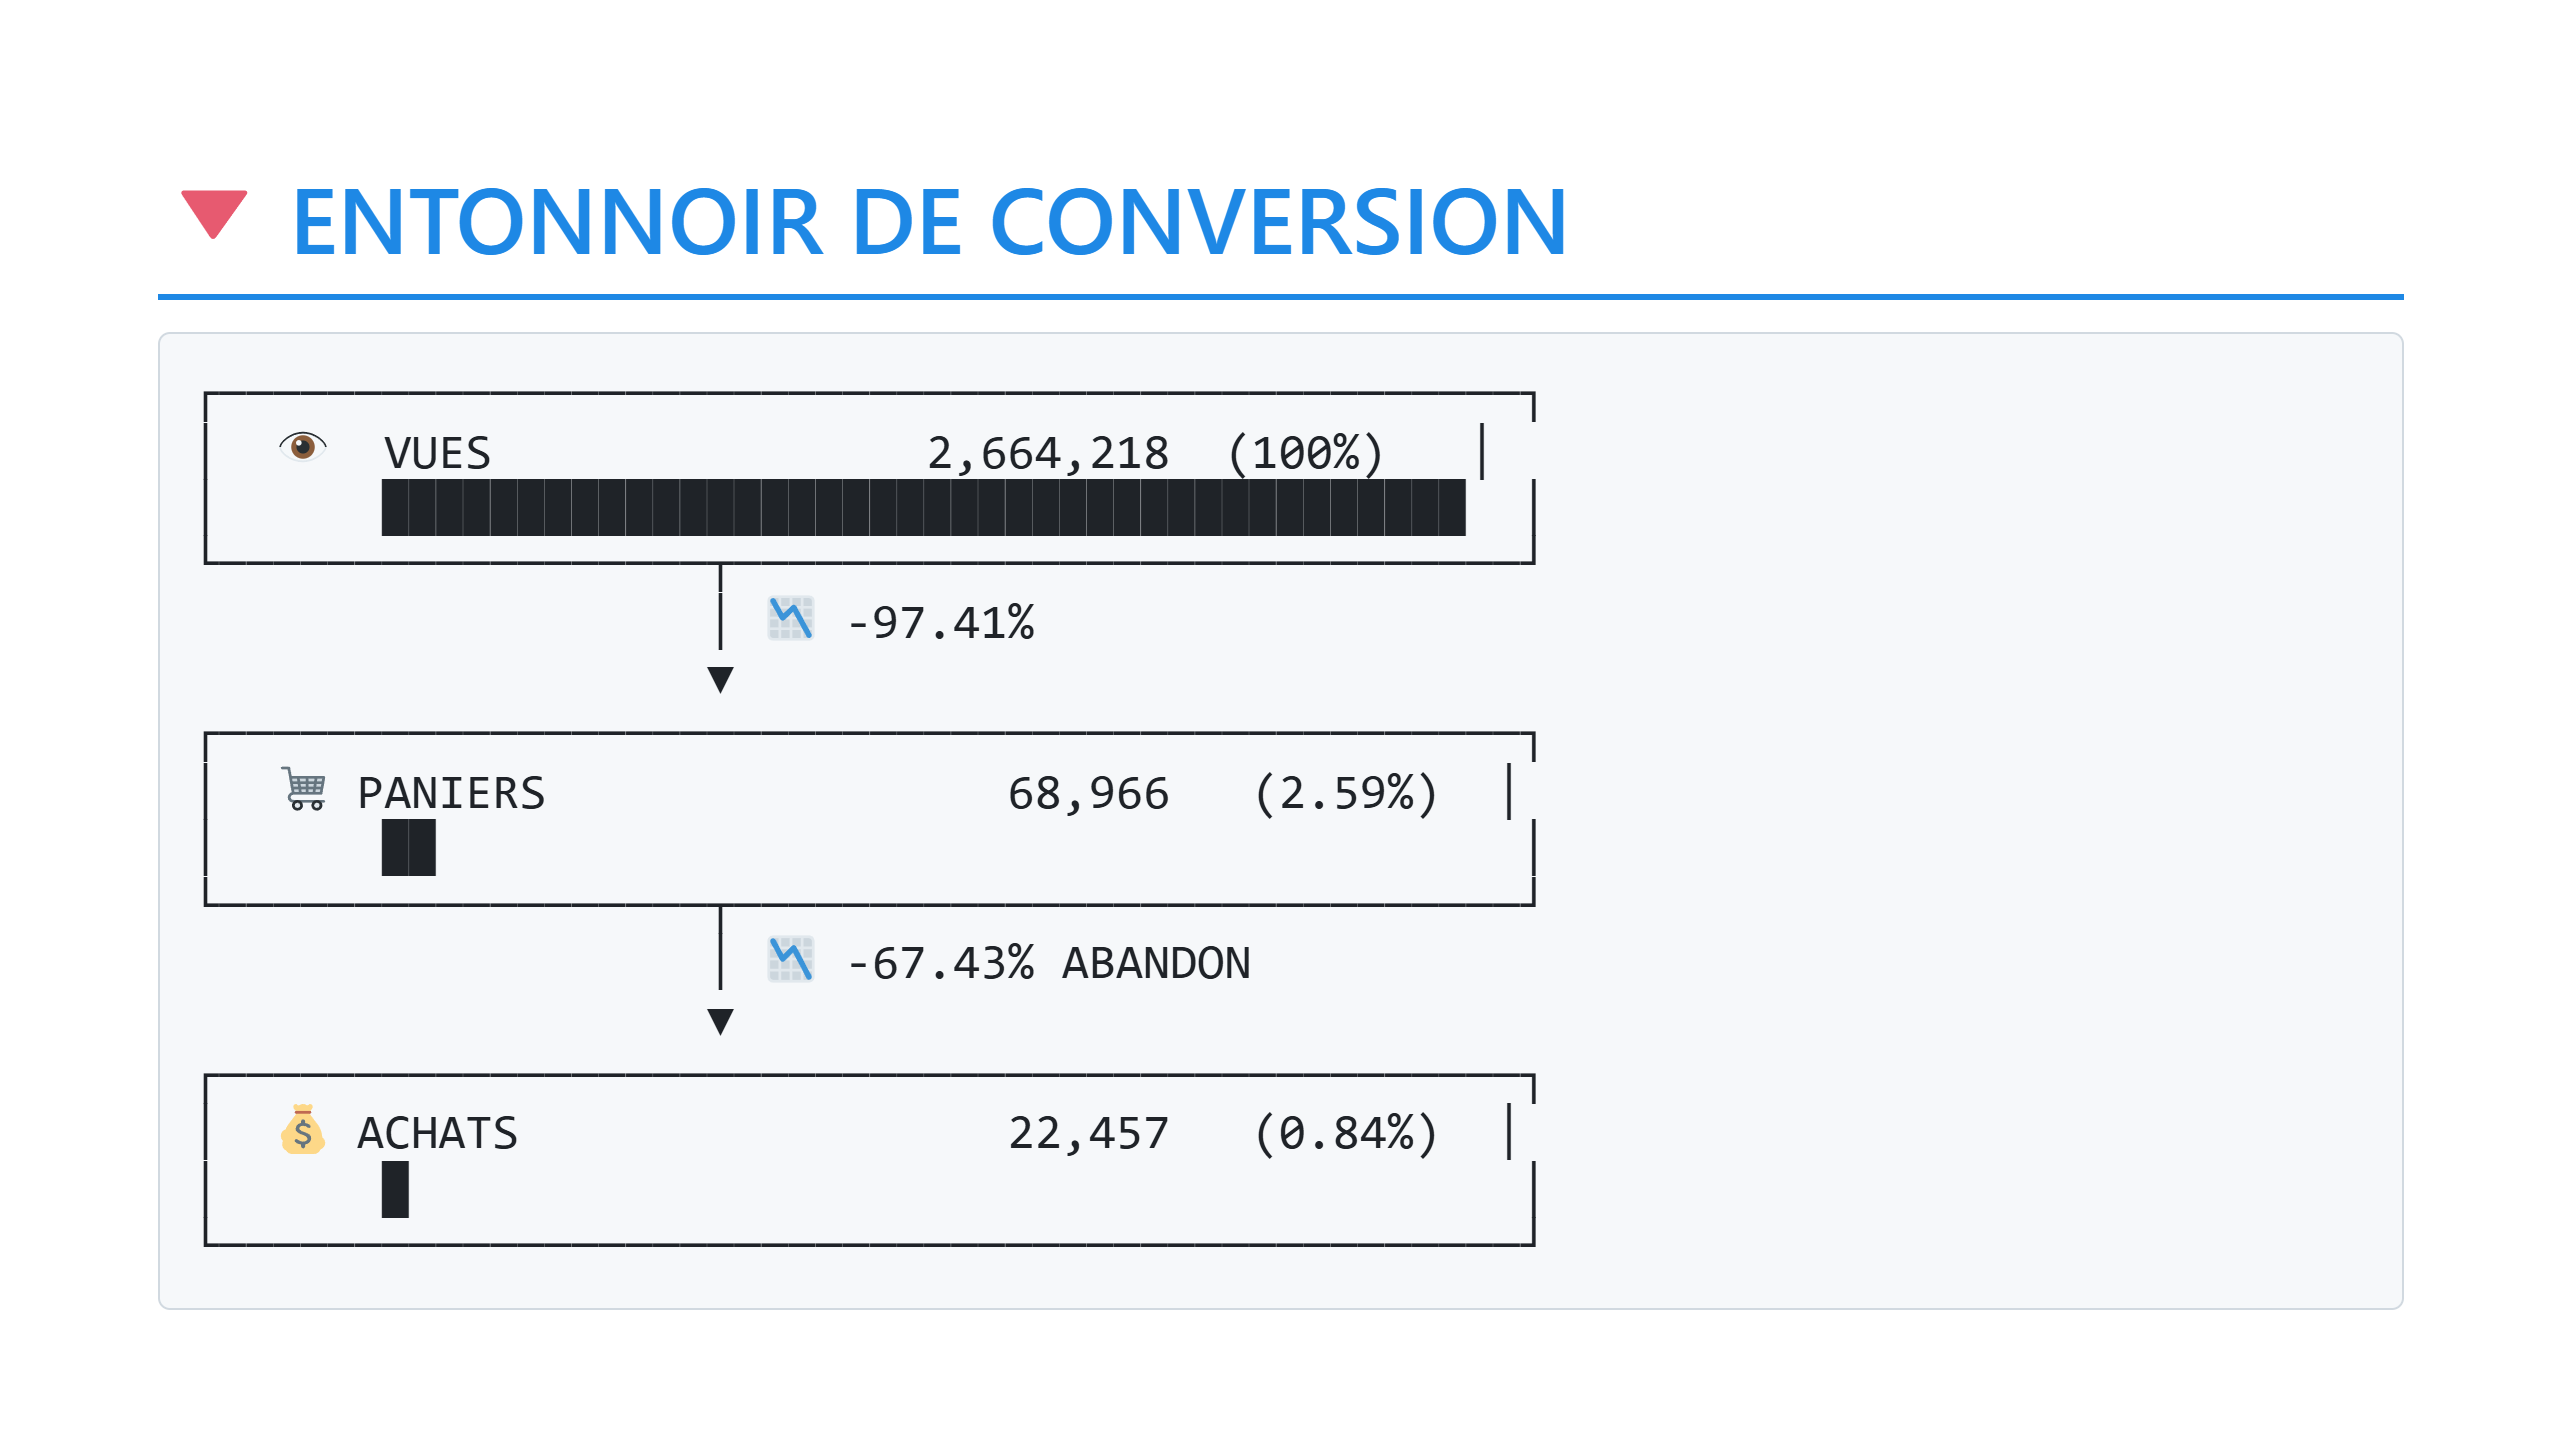 🔻 ENTONNOIR DE CONVERSION
👁️ VUES 2,664,218 (100%)
████████████████████████████████████████
📉 -97.41%
▼
🛒 PANIERS 68,966 (2.59%)
██
📉 -67.43% ABANDON
▼
💰 ACHATS 22,457 (0.84%)
█